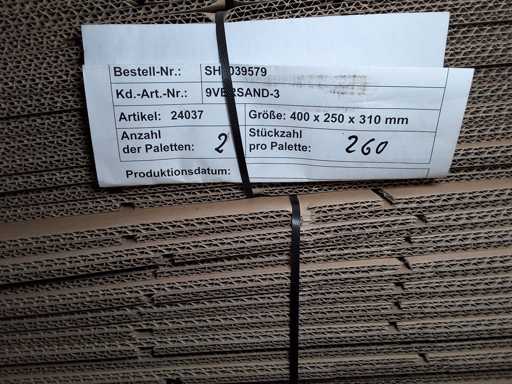 Bestell-Nr.: 039579
Kd.-Art.-Nr.:
Artikel: 24037 Größe: 400 x 250 x 310 mm
Anzahl Stückzahl
der Paletten: 2 pro Palette: 260
Produktionsdatum: